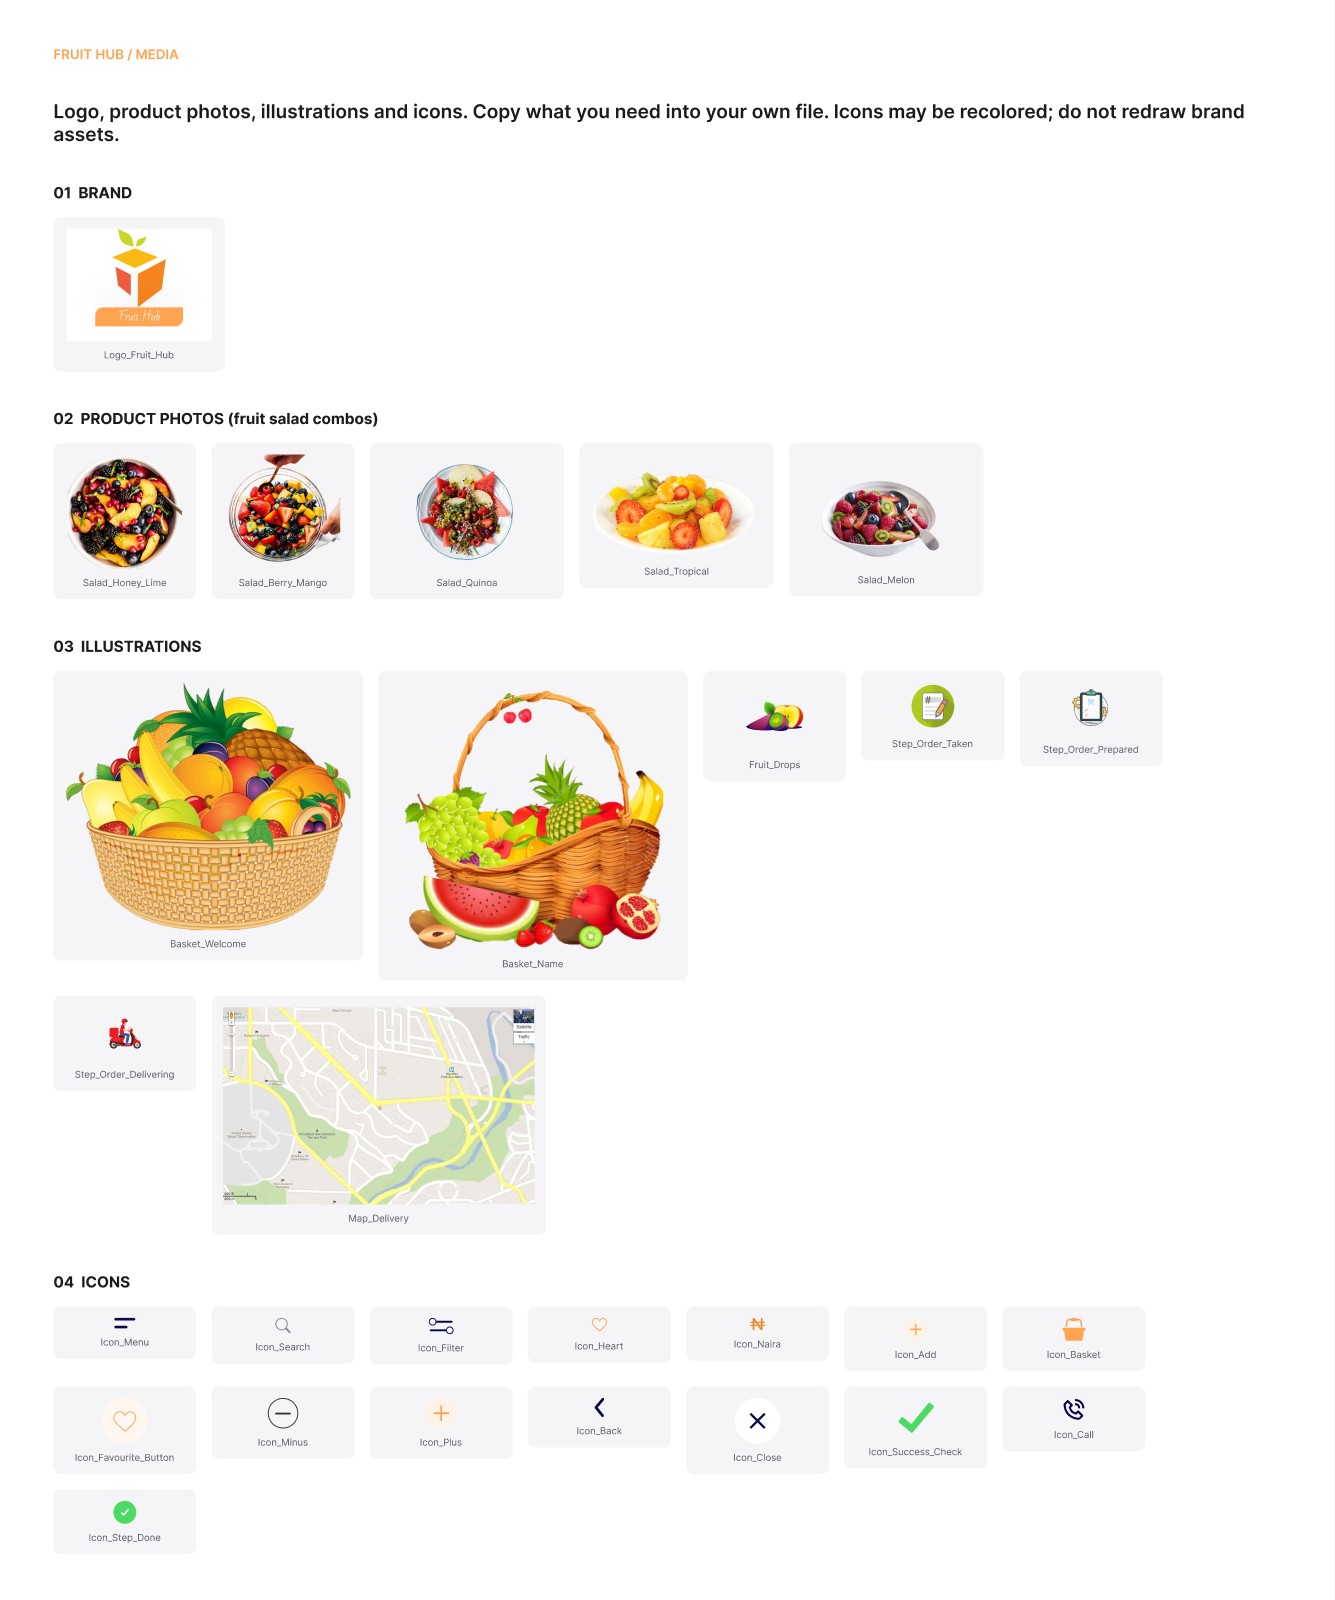 FRUIT HUB / MEDIA
Logo, product photos, illustrations and icons. Copy what you need into your own file. Icons may be recolored; do not redraw brand
assets.
01 BRAND
Fruit Hub
Logo_Fruit_Hub
02 PRODUCT PHOTOS (fruit salad combos)
Salad_Honey_Lime
Salad_Berry_Mango
Salad_Quinoa
Salad_Tropical
Salad_Melon
03 ILLUSTRATIONS
Basket_Welcome
Basket_Name
Fruit_Drops
Step_Order_Taken
Step_Order_Prepared
Step_Order_Delivering
Satellite
Traffic
Map_Delivery
04 ICONS
Icon_Menu
Icon_Search
Icon_Filter
Icon_Heart
Icon_Naira
Icon_Add
Icon_Basket
Icon_Favourite_Button
Icon_Minus
Icon_Plus
Icon_Back
Icon_Close
Icon_Success_Check
Icon_Call
Icon_Step_Done